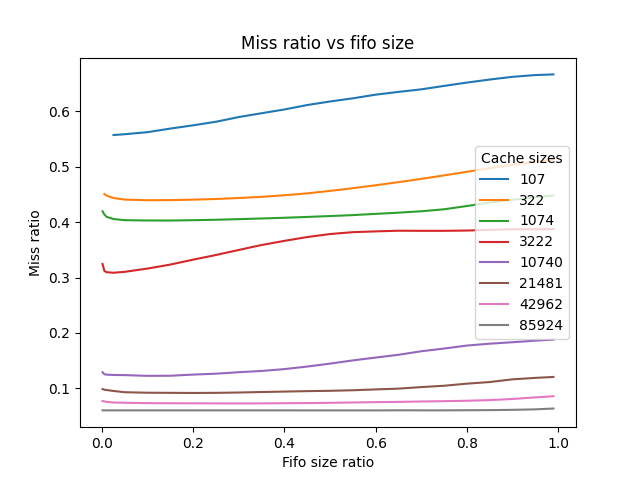 Miss ratio vs fifo size
Miss ratio
0.6
0.5
0.4
0.3
0.2
0.1
Cache sizes
107
322
1074
3222
10740
21481
42962
85924
0.0 0.2 0.4 0.6 0.8 1.0
Fifo size ratio